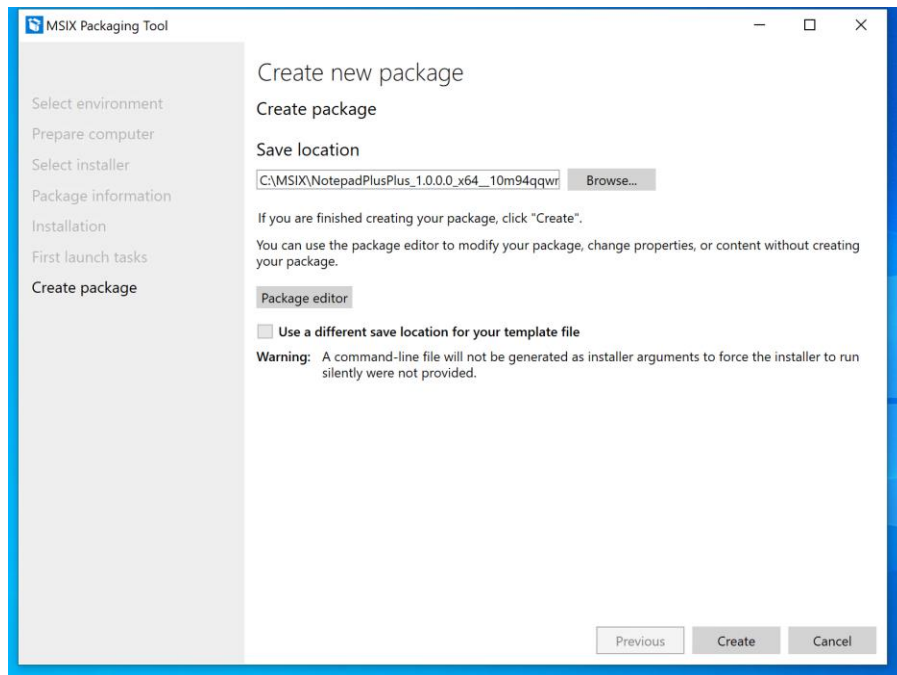 MSIX Packaging Tool
Select environment
Prepare computer
Select installer
Package information
Installation
First launch tasks
Create package
Create new package
Create package
Save location
C:\MSIX\NotepadPlusPlus_1.0.0.0_x64__10m94qqwr
Browse...
If you are finished creating your package, click "Create".
You can use the package editor to modify your package, change properties, or content without creating
your package.
Package editor
Use a different save location for your template file
Warning: A command-line file will not be generated as installer arguments to force the installer to run
silently were not provided.
Previous Create Cancel